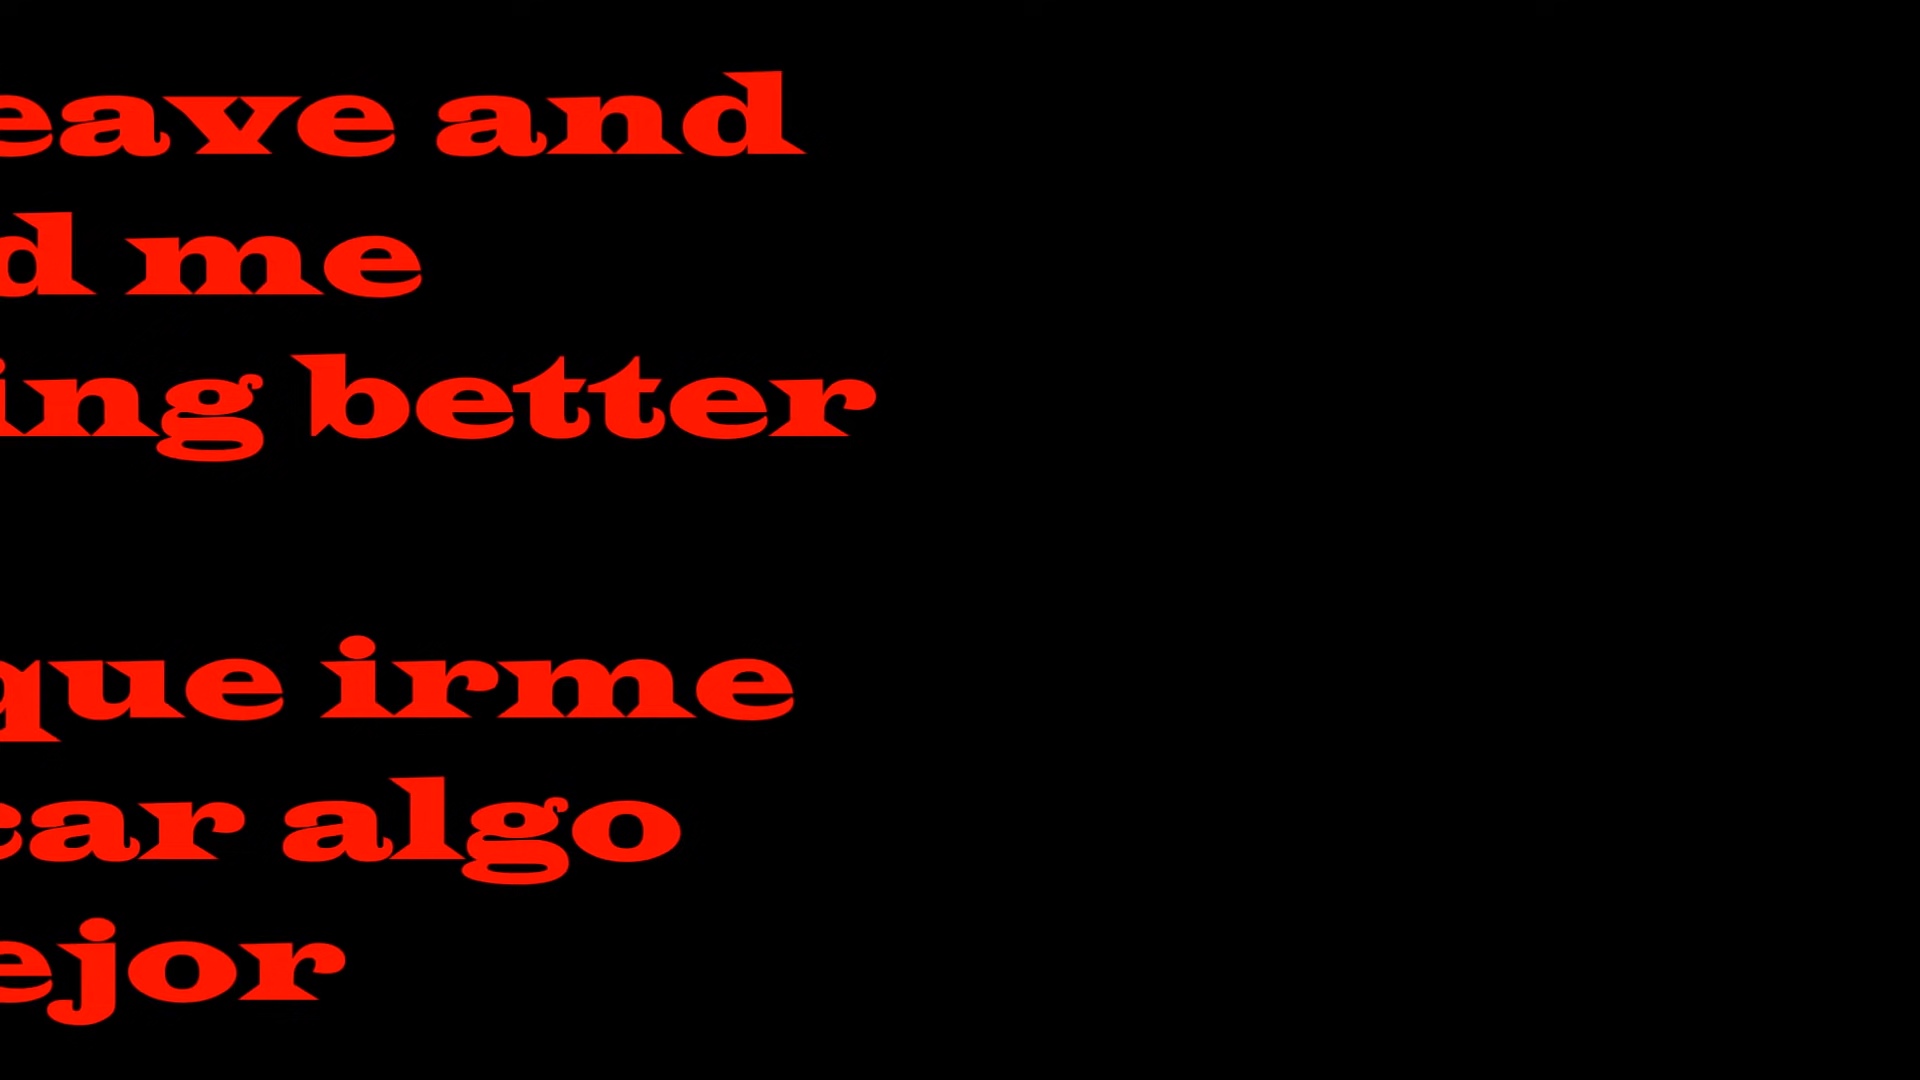 eave and
d me
ing better
que irme
car algo
ejor